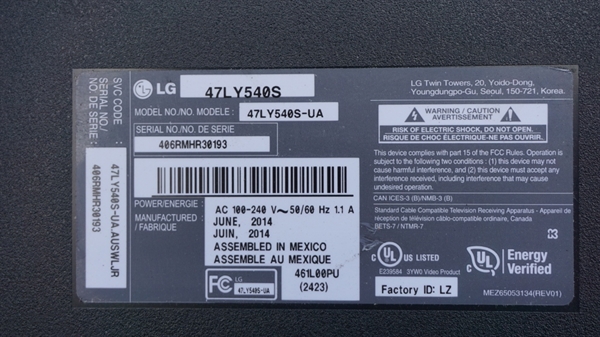 SVC CODE :
SERIAL NO./
NO. DE SERIE :
47LY540S-UA.AUSWLJR
406RMHR30193
LG
47LY540S
MODEL NO./NO. MODELE :
47LY540S-UA
SERIAL NO./NO. DE SERIE
406RMHR30193
POWER/ENERGIE :
AC 100-240 V~50/60 Hz 1.1 A
MANUFACTURED
/ FABRIQUE
JUNE, 2014
JUIN, 2014
ASSEMBLED IN MEXICO
ASSEMBLE AU MEXIQUE
FC
LG
47LY540S-UA
461L00PU
(2423)
LG Twin Towers, 20, Yoido-Dong,
Youngdungpo-Gu, Seoul, 150-721, Korea.
WARNING / CAUTION
AVERTISSEMENT
RISK OF ELECTRIC SHOCK, DO NOT OPEN.
RISQUE DE CHOC ELECTRIQUE-NE PAS OUVRIR.
This device complies with part 15 of the FCC Rules. Operation is
subject to the following two conditions : (1) this device may not
cause harmful interference, and (2) this device must accept any
interference received, including interference that may cause
undesired operation.
CAN ICES-3 (B)/NMB-3 (B)
Standard Cable Compatible Television Receiving Apparatus - Appareil de
réception de télévision câblo-compatible ordinaire, Canada
BETS-7 / NTMR-7
c UL US LISTED
E239584 3YW0 Video Product
c UL
Energy
Verified
Factory ID: LZ
MEZ65053134(REV01)